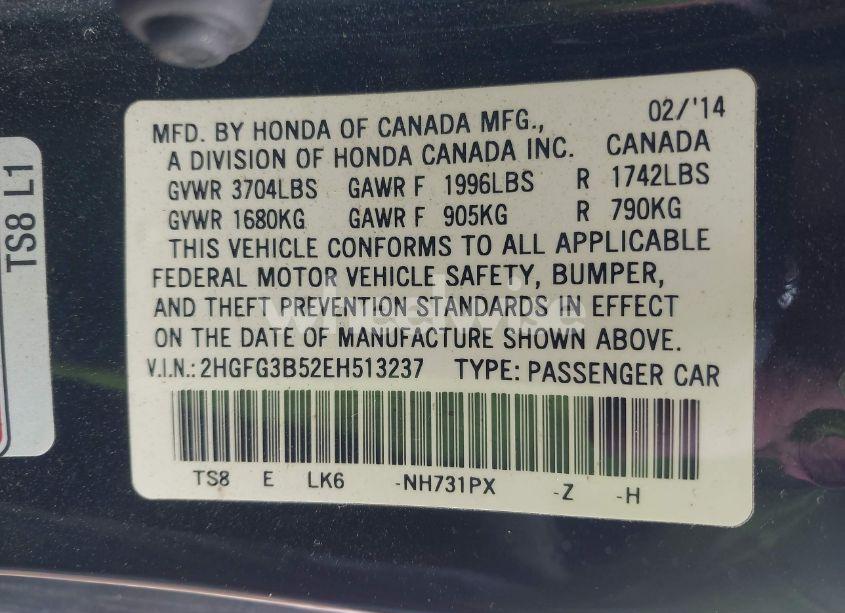 TS8 L1
02/'14
MFD. BY HONDA OF CANADA MFG.,
A DIVISION OF HONDA CANADA INC. CANADA
GVWR 3704LBS GAWR F 1996LBS R 1742LBS
GVWR 1680KG GAWR F 905KG R 790KG
THIS VEHICLE CONFORMS TO ALL APPLICABLE
FEDERAL MOTOR VEHICLE SAFETY, BUMPER,
AND THEFT PREVENTION STANDARDS IN EFFECT
ON THE DATE OF MANUFACTURE SHOWN ABOVE.
V.I.N.: 2HGFG3B52EH513237 TYPE: PASSENGER CAR
TS8 E LK6 -NH731PX -Z -H